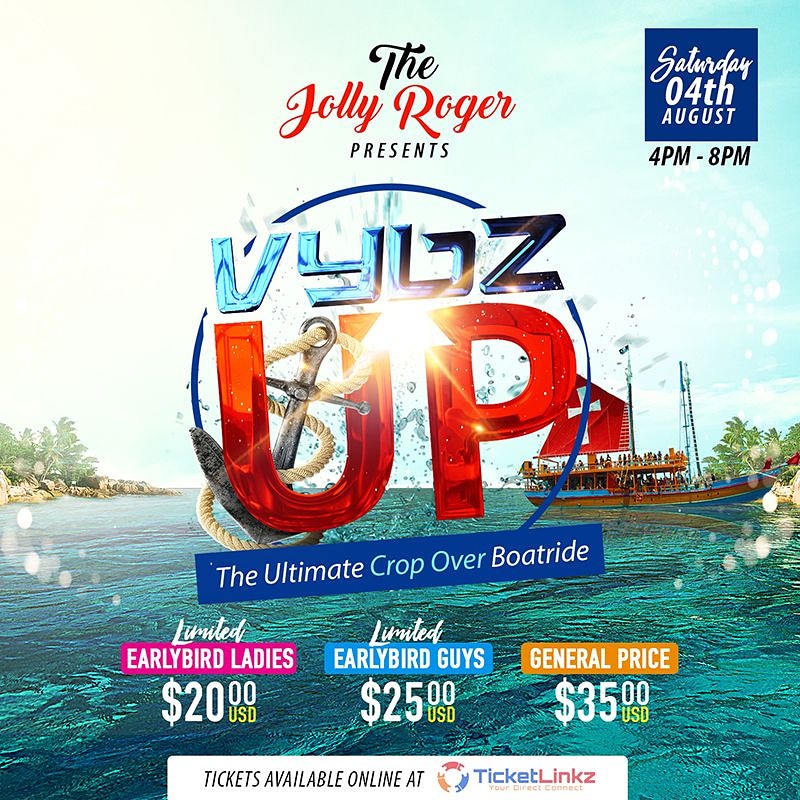 The
Jolly Roger
PRESENTS
Saturday
04th
AUGUST
4PM - 8PM
VYBZ
UP
The Ultimate Crop Over Boatride
Limited
EARLYBIRD LADIES
$20.00 USD
Limited
EARLYBIRD GUYS
$25.00 USD
GENERAL PRICE
$35.00 USD
TICKETS AVAILABLE ONLINE AT TicketLinkz
Your Direct Connect